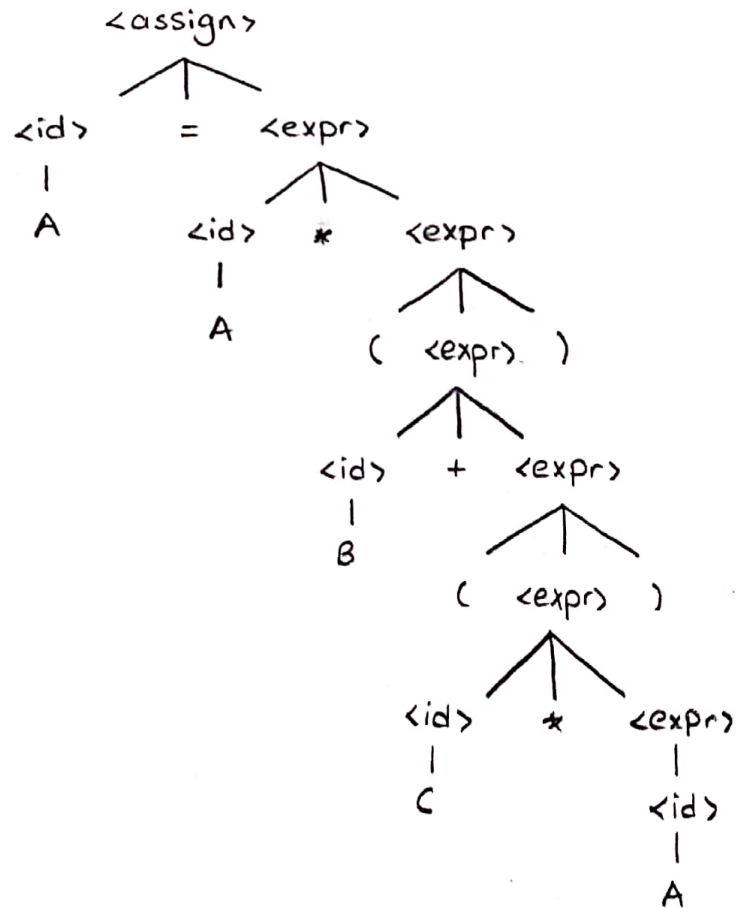 <assign>
<id> = <expr>
A
<id> * <expr>
A
( <expr> )
<id> + <expr>
B
( <expr> )
<id> * <expr>
C
<id>
A